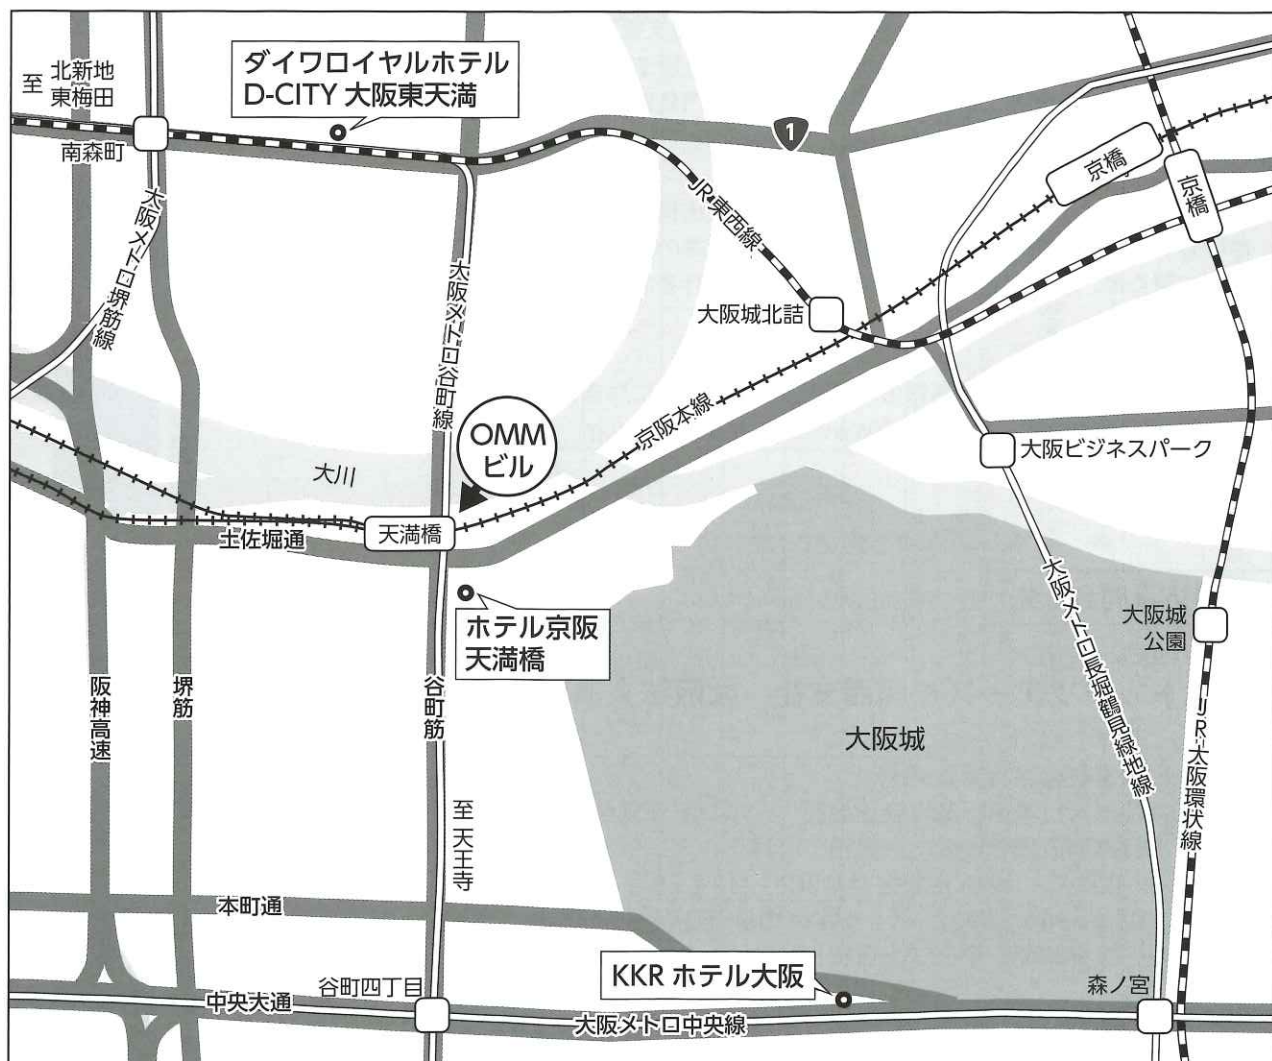 至
北新地
東梅田
ダイワロイヤルホテル
D-CITY 大阪東天満
南森町
1
京橋
京橋
大阪メトロ堺筋線
大阪メトロ谷町線
JR東西線
大阪城北詰
京阪本線
OMM
ビル
大川
大阪ビジネスパーク
天満橋
土佐堀通
ホテル京阪
天満橋
大阪メトロ長堀鶴見緑地線
大阪城
公園
阪神高速
堺筋
谷町筋
大阪城
JR大阪環状線
至 天王寺
本町通
KKR ホテル大阪
森ノ宮
谷町四丁目
中央大通
大阪メトロ中央線